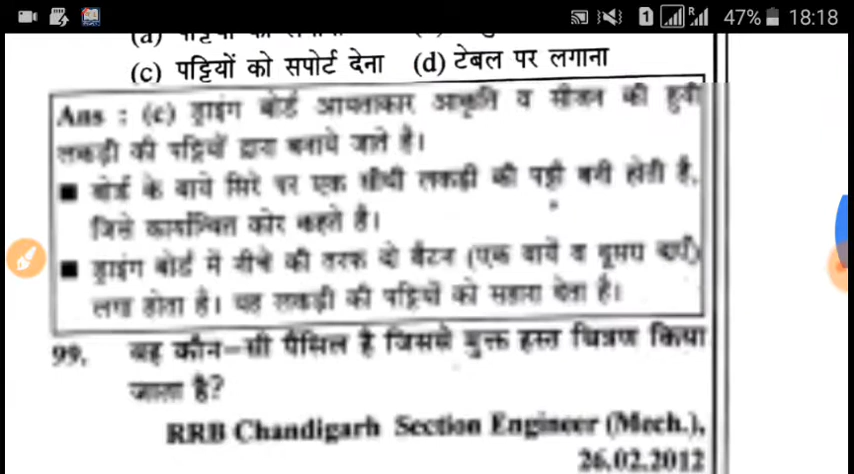 47% 18:18
(c) पट्टियों को सपोर्ट देना (d) टेबल पर लगाना
Ans : (c) ड्राइंग बोर्ड आयताकार आकृति व सीजन की हुयी
लकड़ी की पट्टियों द्वारा बनाये जाते है।
■ बोर्ड के बाये सिरे पर एक सीधी लकड़ी की पट्टी बनी होती है,
जिसे कार्यान्वित कोर कहते है।
■ ड्राइंग बोर्ड में नीचे की तरफ दो बैटन (एक बायें व दूसरा दायें)
लगा होता है। यह लकड़ी की पट्टियों को सहारा देता है।
99. वह कौन-सी पेंसिल है जिससे मुक्त हस्त चित्रण किया
जाता है?
RRB Chandigarh Section Engineer (Mech.),
26.02.2012